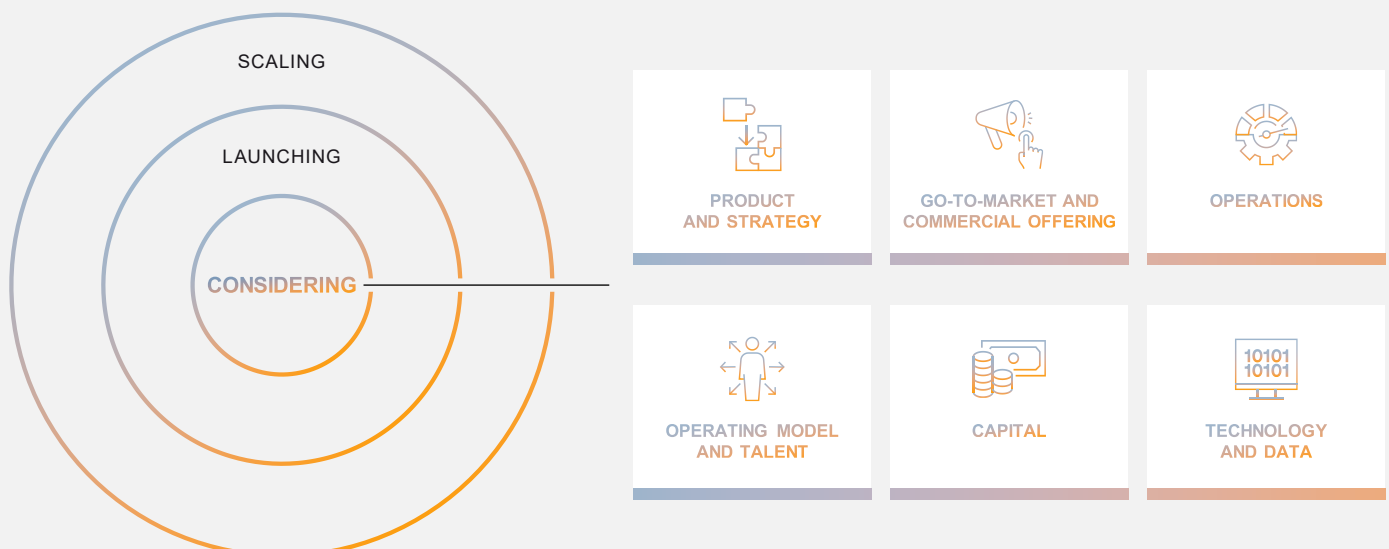 SCALING
LAUNCHING
CONSIDERING
PRODUCT
AND STRATEGY
GO-TO-MARKET AND
COMMERCIAL OFFERING
OPERATIONS
OPERATING MODEL
AND TALENT
CAPITAL
10101
10101
TECHNOLOGY
AND DATA